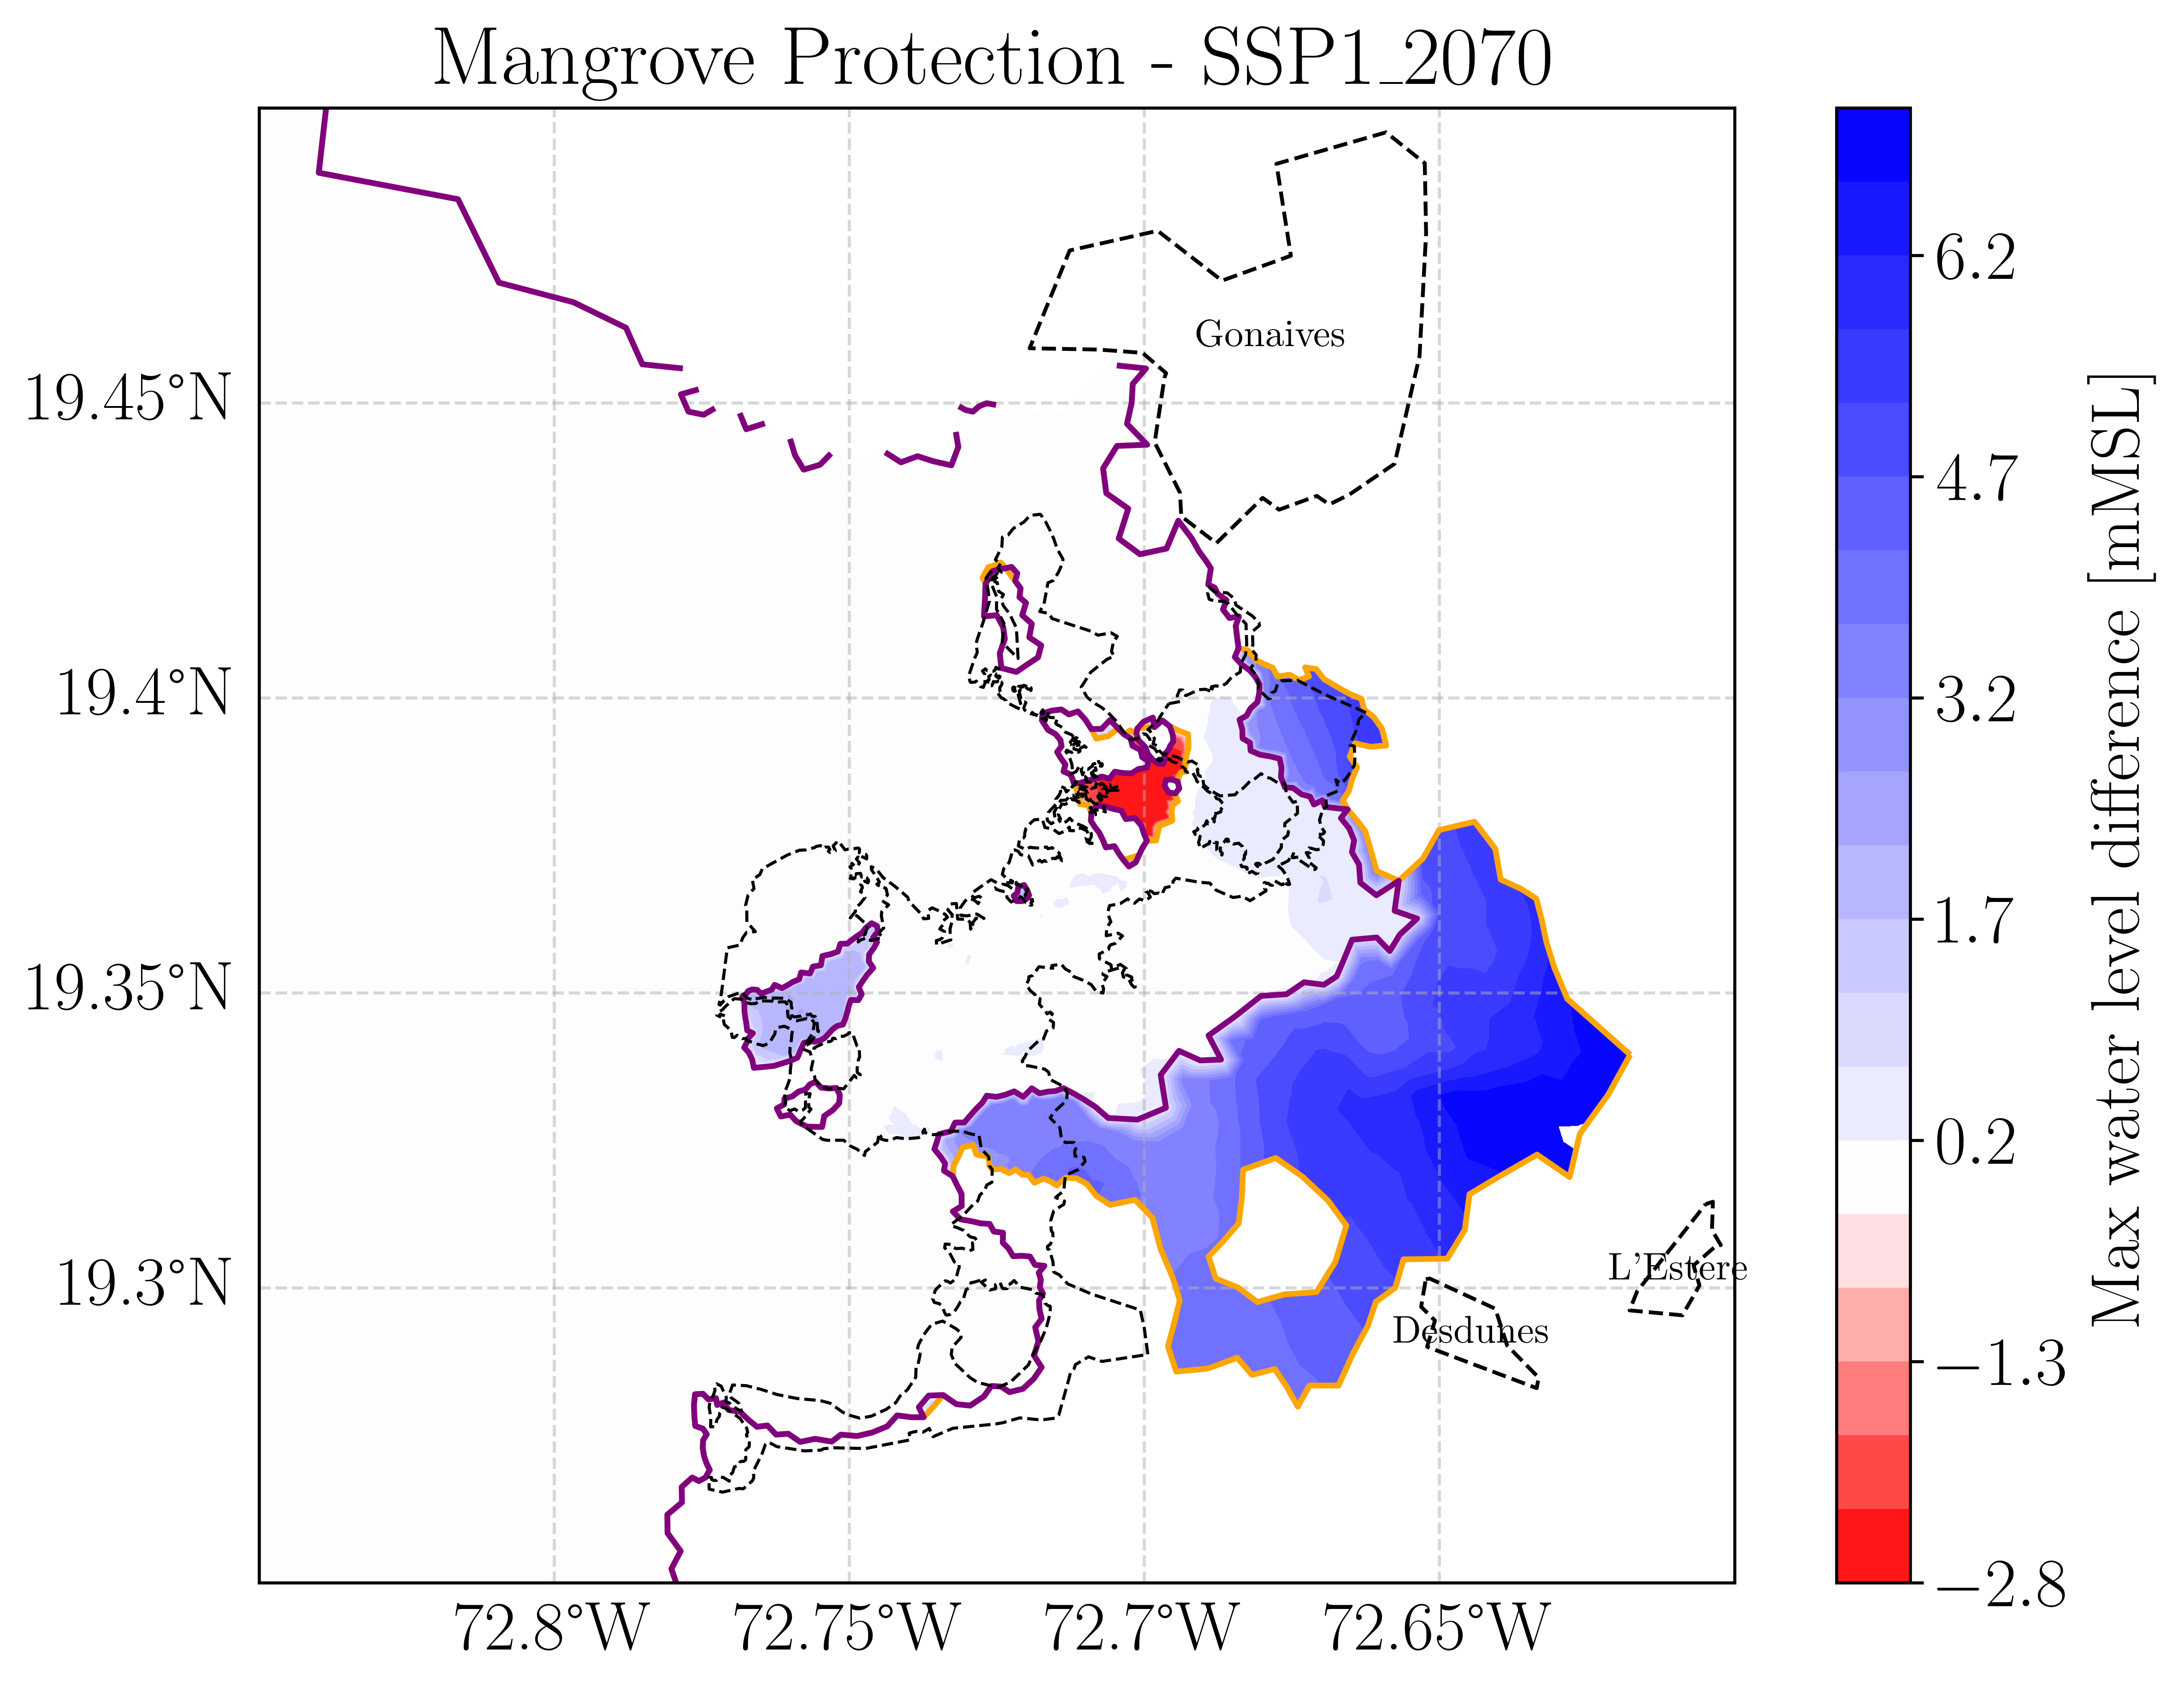 Mangrove Protection - SSP1_2070
19.45°N
19.4°N
19.35°N
19.3°N
72.8°W
72.75°W
72.7°W
72.65°W
Gonaives
L'Estere
Desdunes
6.2
4.7
3.2
1.7
0.2
−1.3
−2.8
Max water level difference [mMSL]